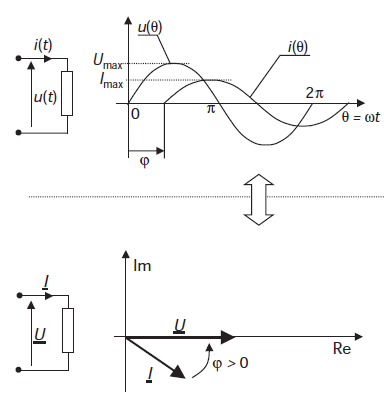 i(t)
u(t)
u(θ)
i(θ)
Umax
Imax
0
π
2π
θ = ωt
φ
I
U
Im
U
Re
I
φ > 0